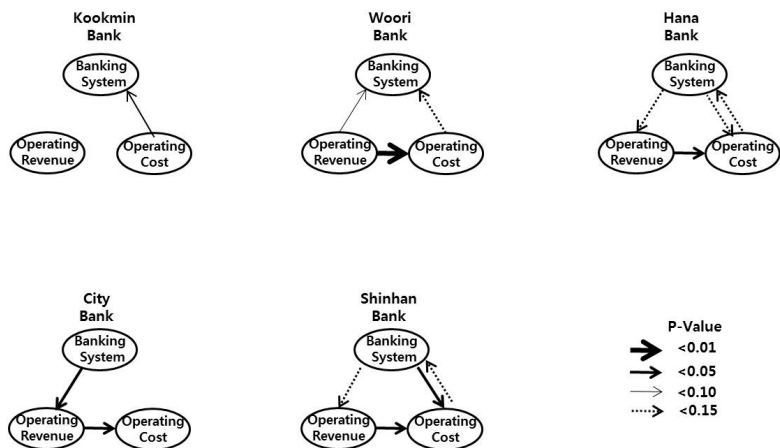 Kookmin
Bank
Banking
System
Operating
Revenue
Operating
Cost
Woori
Bank
Banking
System
Operating
Revenue
Operating
Cost
Hana
Bank
Banking
System
Operating
Revenue
Operating
Cost
City
Bank
Banking
System
Operating
Revenue
Operating
Cost
Shinhan
Bank
Banking
System
Operating
Revenue
Operating
Cost
P-Value
<0.01
<0.05
<0.10
<0.15